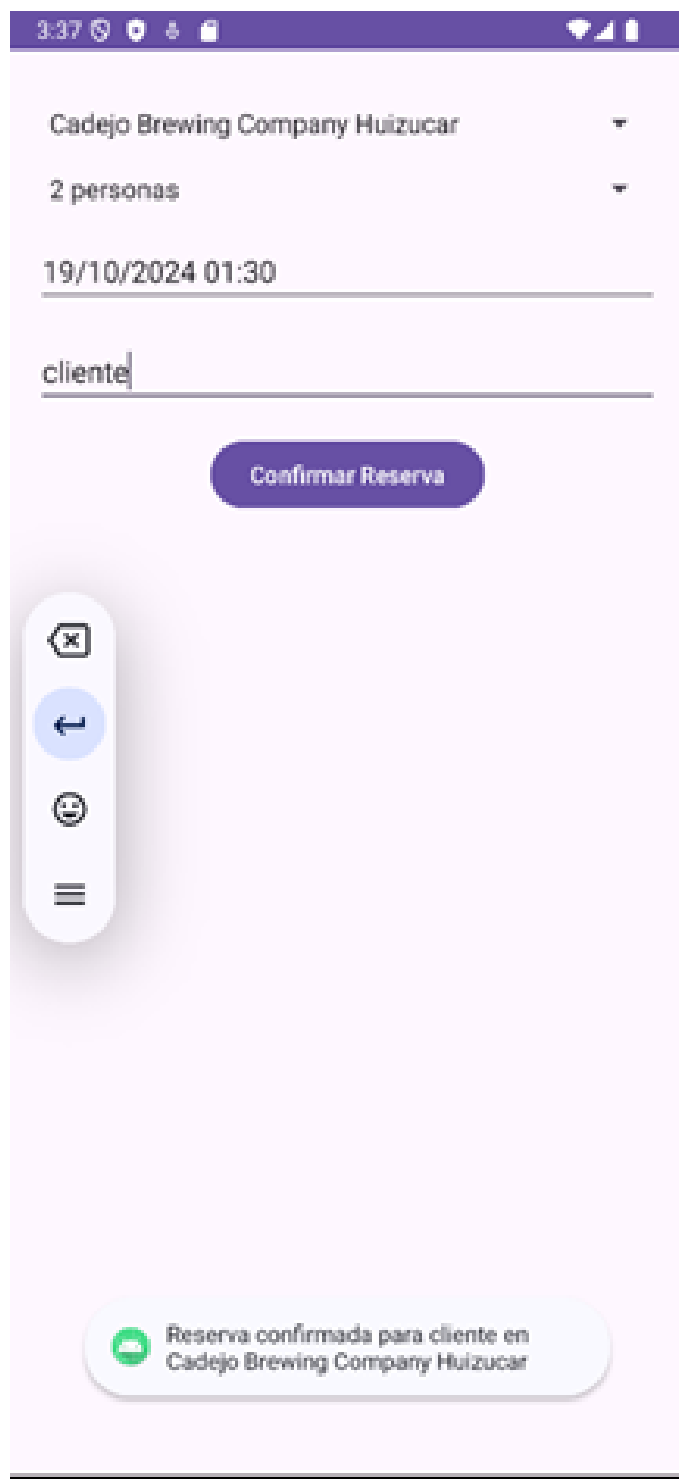 3:37
Cadejo Brewing Company Huizucar
2 personas
19/10/2024 01:30
cliente
Confirmar Reserva
Reserva confirmada para cliente en
Cadejo Brewing Company Huizucar